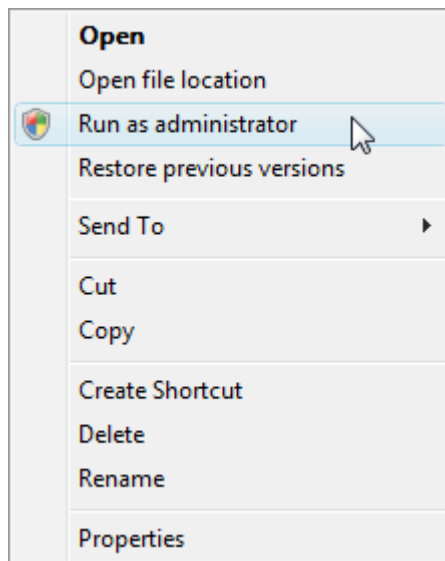 Open
Open file location
Run as administrator
Restore previous versions
Send To
Cut
Copy
Create Shortcut
Delete
Rename
Properties